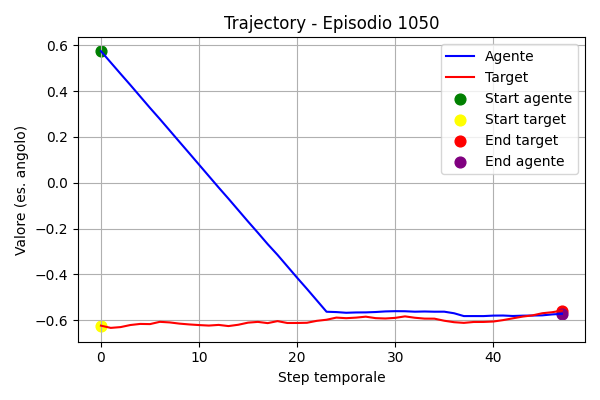 Trajectory - Episodio 1050
Valore (es. angolo)
0.6
0.4
0.2
0.0
−0.2
−0.4
−0.6
0
10
20
30
40
Step temporale
Agente
Target
Start agente
Start target
End target
End agente